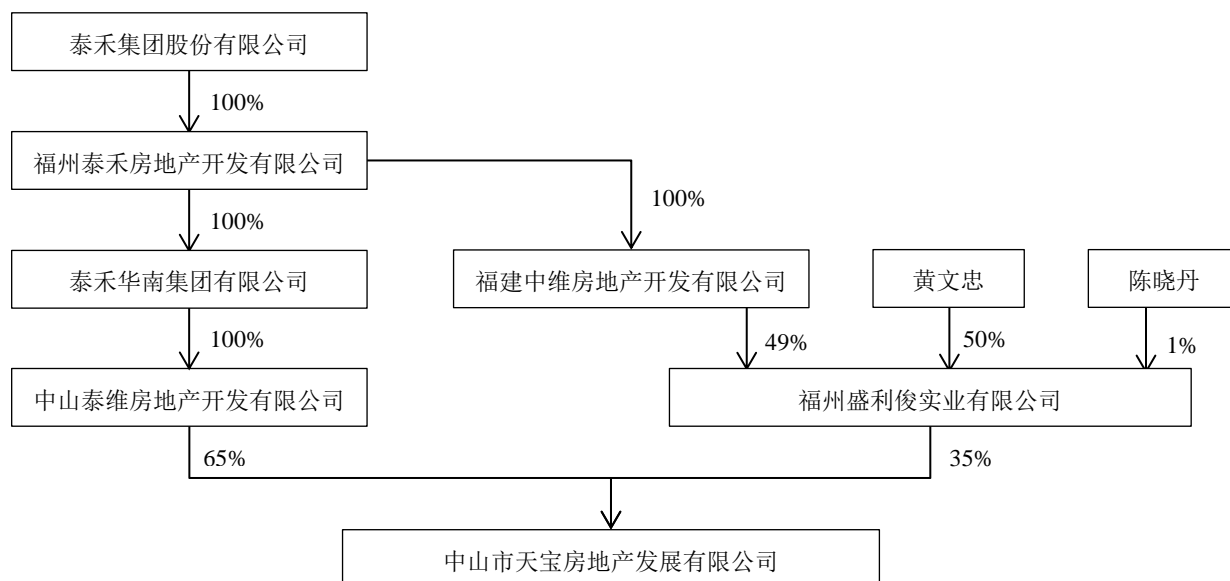 泰禾集团股份有限公司
100%
福州泰禾房地产开发有限公司
100%
100%
泰禾华南集团有限公司
福建中维房地产开发有限公司
黄文忠
陈晓丹
100%
49%
50%
1%
中山泰维房地产开发有限公司
福州盛利俊实业有限公司
65%
35%
中山市天宝房地产发展有限公司